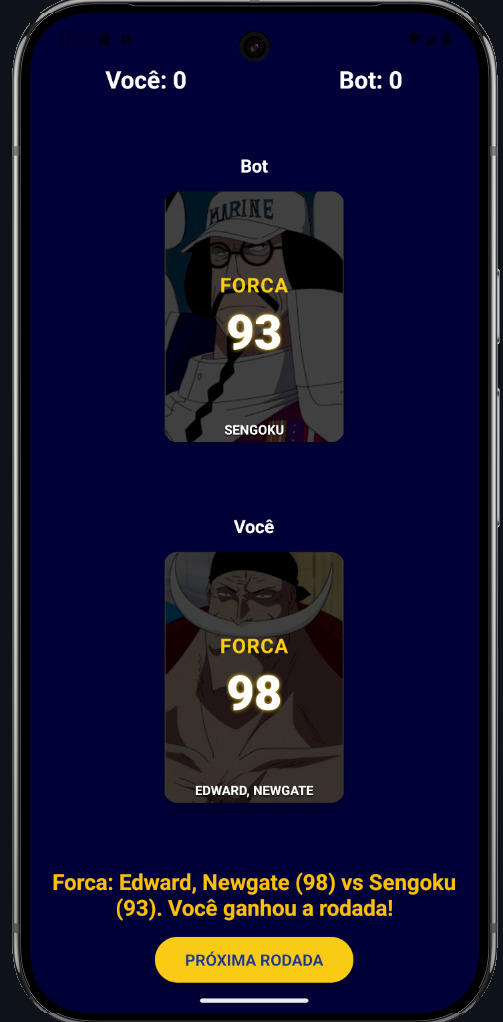 Você: 0
Bot: 0
Bot
MARINE
FORCA
93
SENGOKU
Você
FORCA
98
EDWARD, NEWGATE
Forca: Edward, Newgate (98) vs Sengoku
(93). Você ganhou a rodada!
PRÓXIMA RODADA